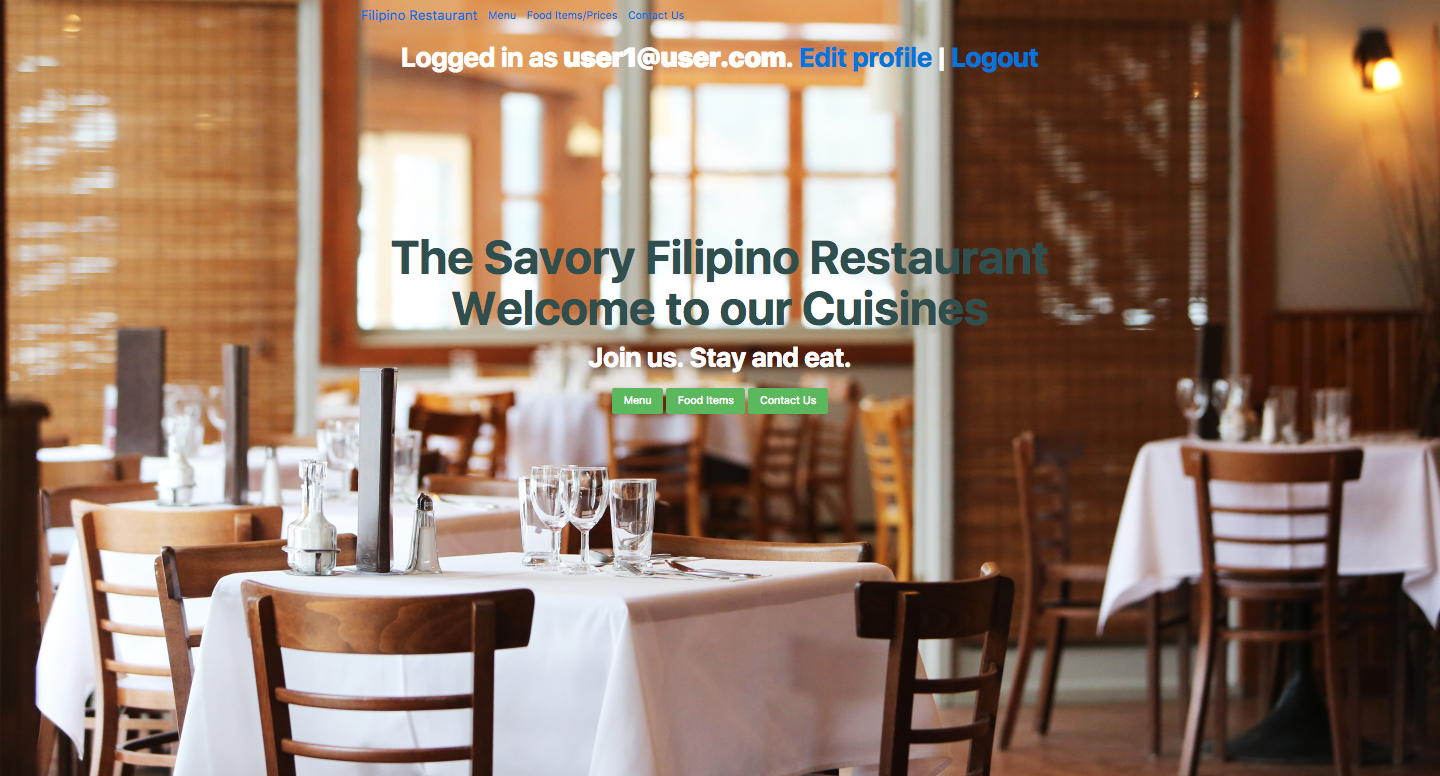 Filipino Restaurant Menu Food Items/Prices Contact Us
Logged in as user1@user.com. Edit profile | Logout
The Savory Filipino Restaurant
Welcome to our Cuisines
Join us. Stay and eat.
Menu Food Items Contact Us